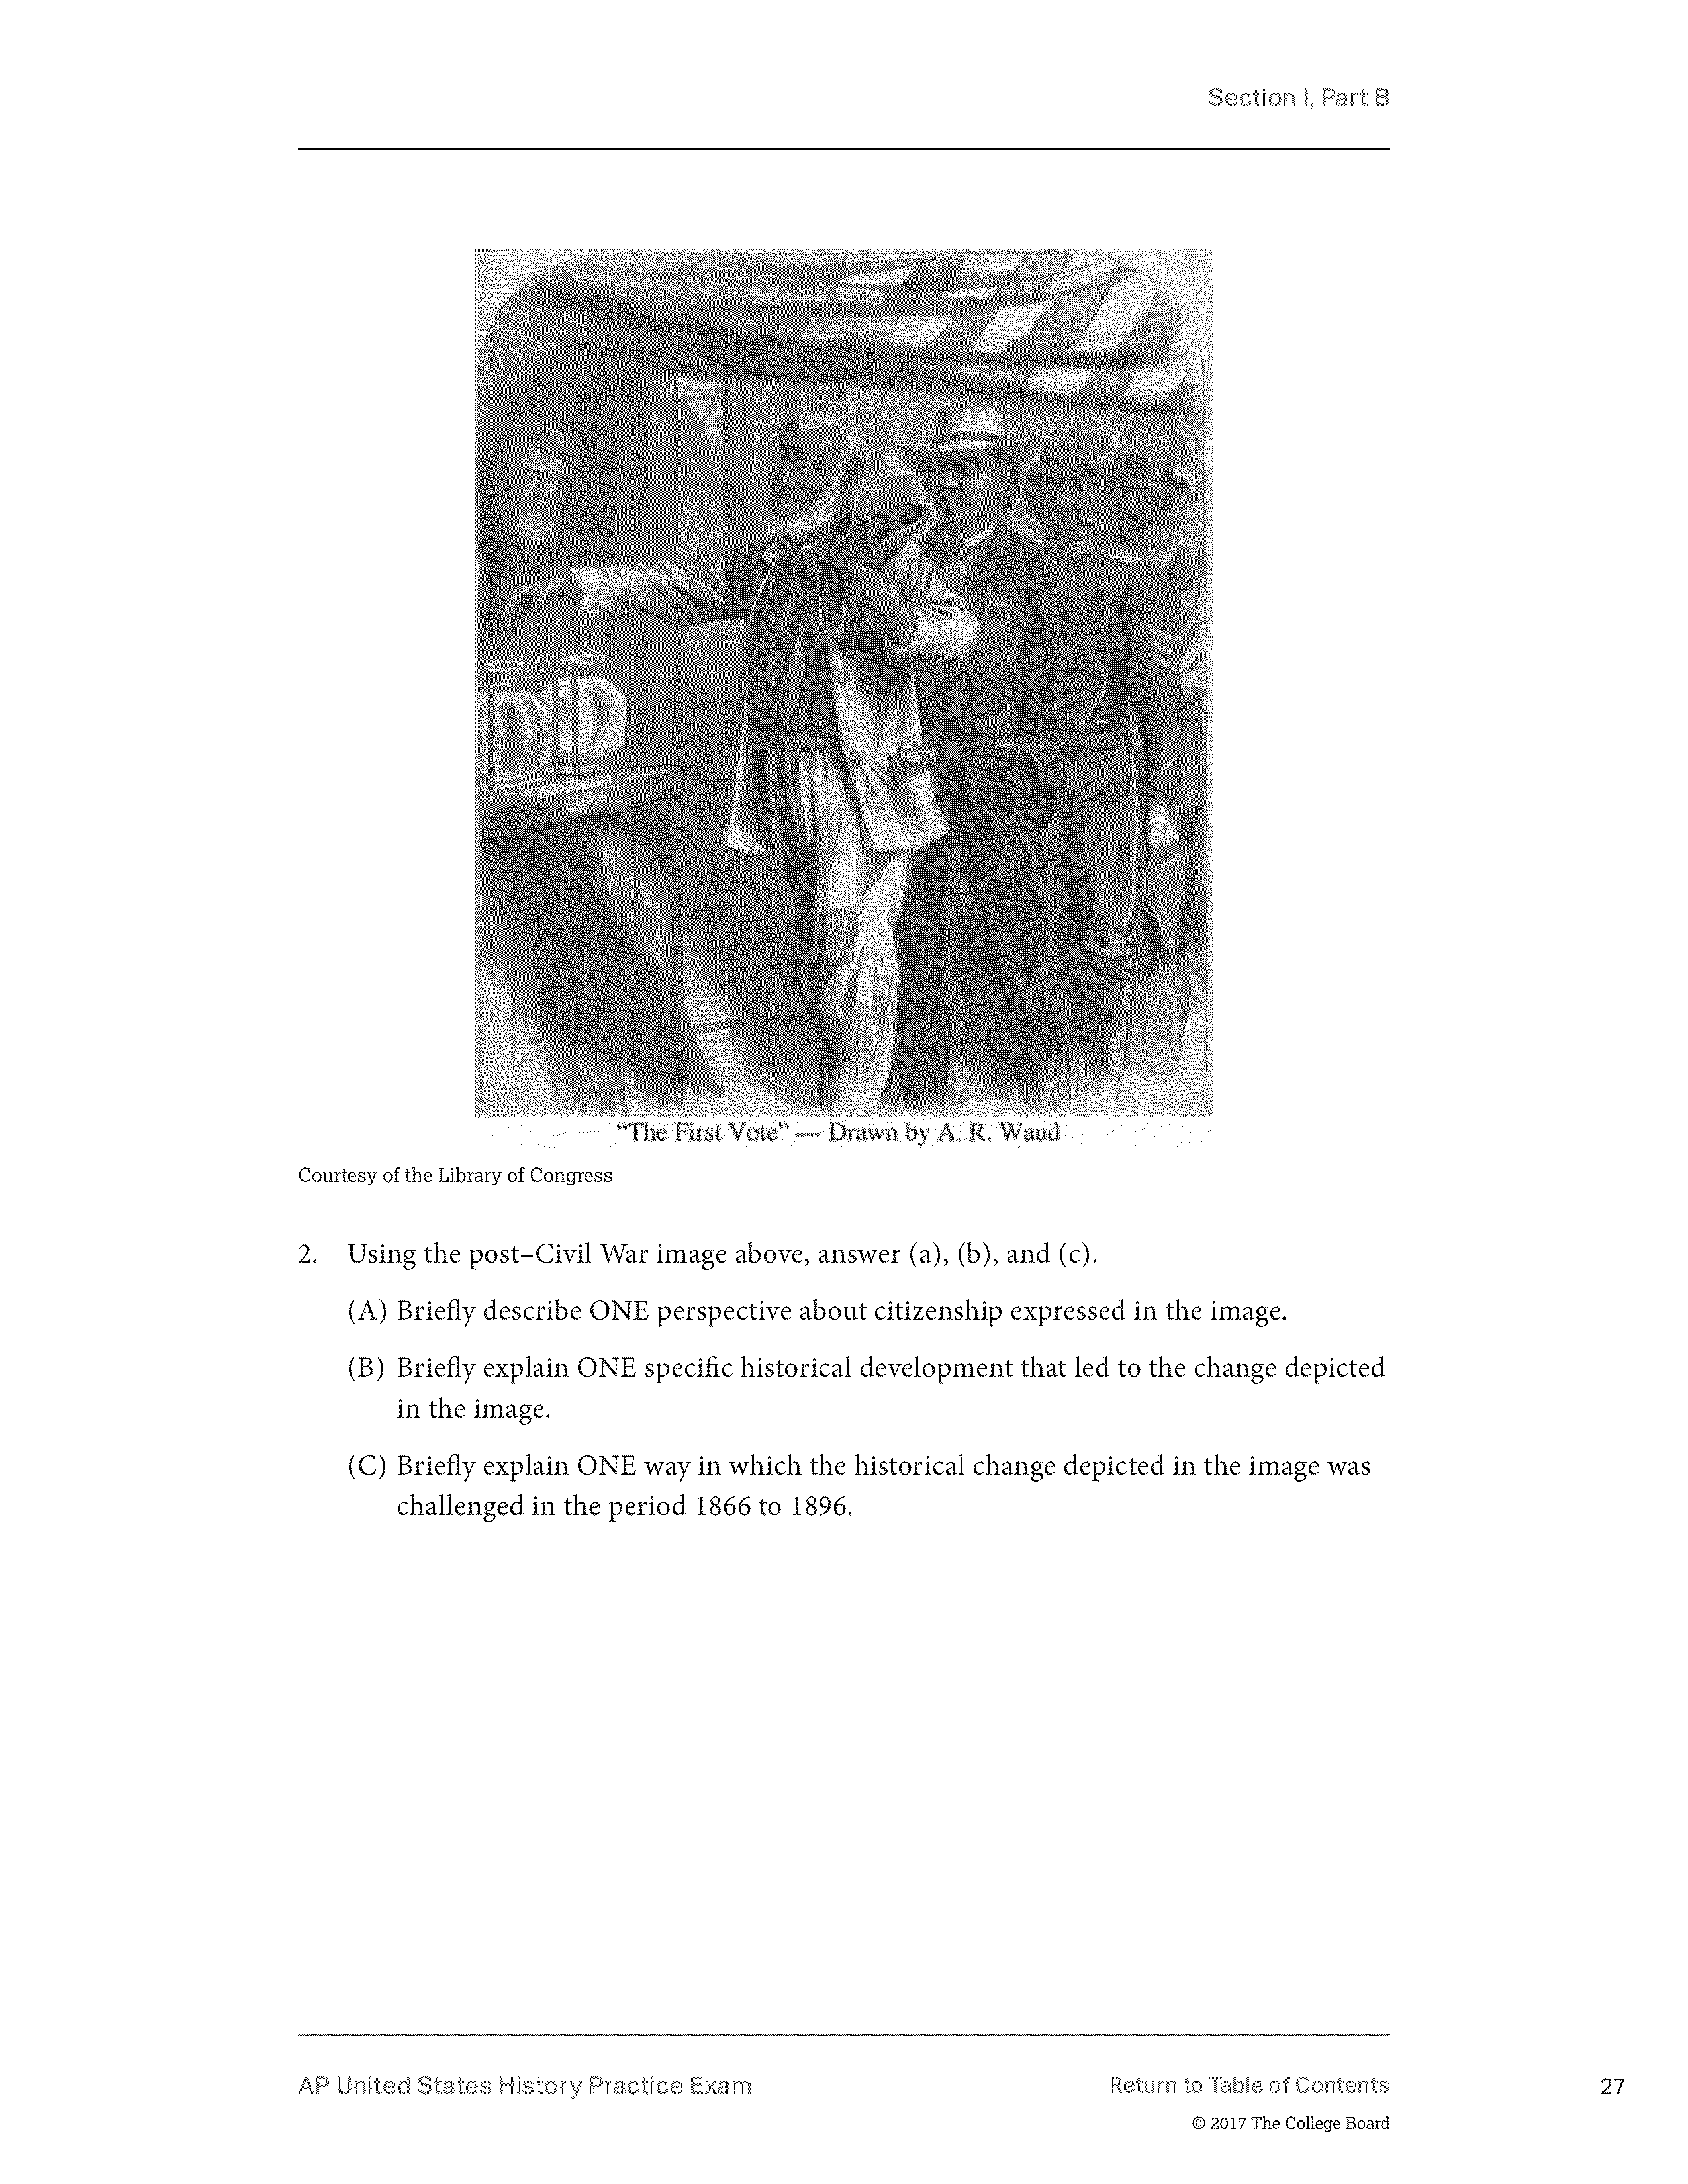 Section I, Part B
“The First Vote” — Drawn by A. R. Waud
Courtesy of the Library of Congress
2. Using the post–Civil War image above, answer (a), (b), and (c).
(A) Briefly describe ONE perspective about citizenship expressed in the image.
(B) Briefly explain ONE specific historical development that led to the change depicted
in the image.
(C) Briefly explain ONE way in which the historical change depicted in the image was
challenged in the period 1866 to 1896.
AP United States History Practice Exam
Return to Table of Contents
27
© 2017 The College Board